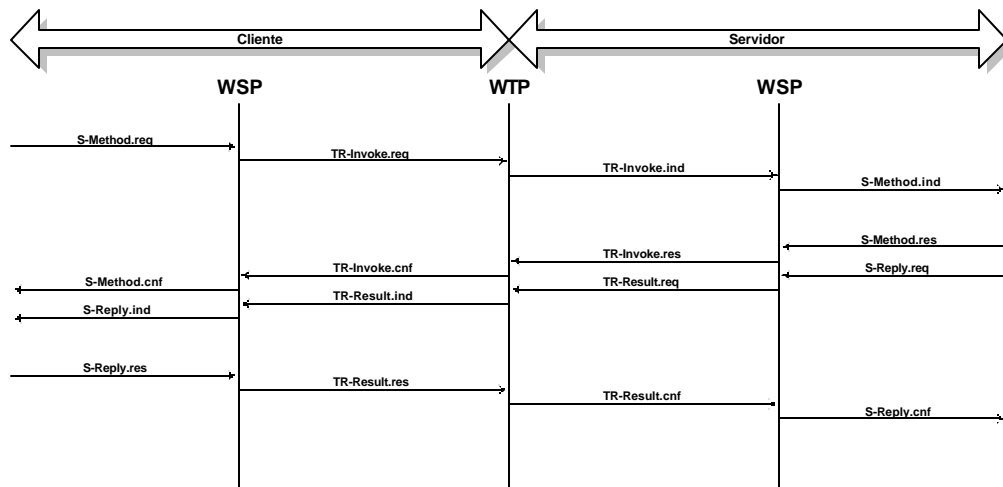 Cliente
Servidor
WSP
WTP
WSP
S-Method.req
TR-Invoke.req
TR-Invoke.ind
S-Method.ind
S-Method.res
TR-Invoke.res
TR-Invoke.cnf
S-Reply.req
S-Method.cnf
TR-Result.req
TR-Result.ind
S-Reply.ind
S-Reply.res
TR-Result.res
TR-Result.cnf
S-Reply.cnf